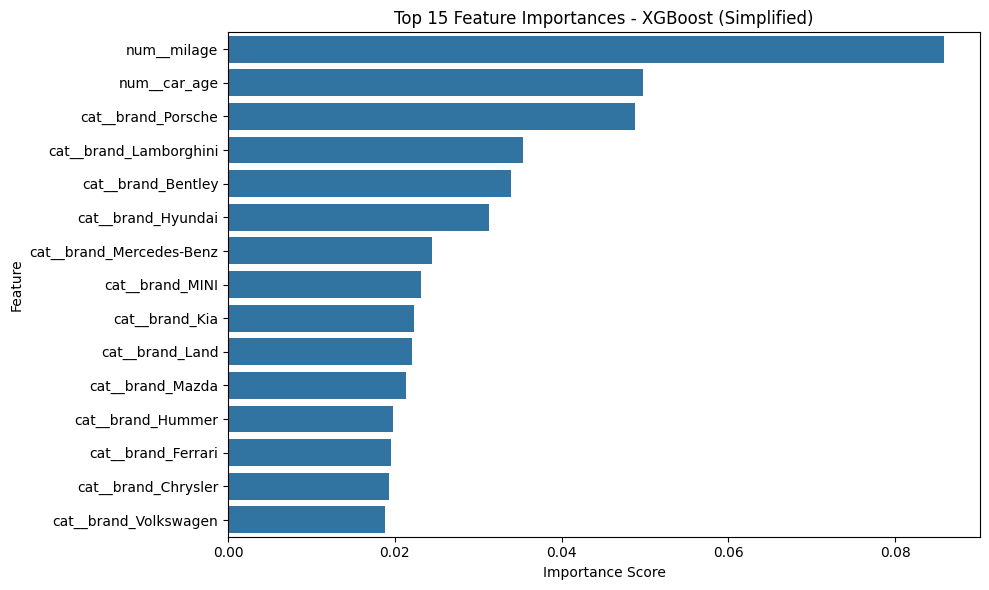 Top 15 Feature Importances - XGBoost (Simplified)
Feature
num__milage
num__car_age
cat__brand_Porsche
cat__brand_Lamborghini
cat__brand_Bentley
cat__brand_Hyundai
cat__brand_Mercedes-Benz
cat__brand_MINI
cat__brand_Kia
cat__brand_Land
cat__brand_Mazda
cat__brand_Hummer
cat__brand_Ferrari
cat__brand_Chrysler
cat__brand_Volkswagen
0.00 0.02 0.04 0.06 0.08
Importance Score